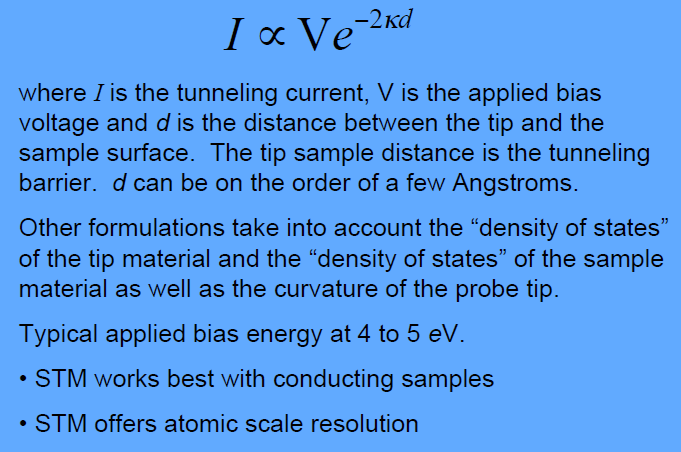 I ∝ Ve^{-2κd}
where I is the tunneling current, V is the applied bias
voltage and d is the distance between the tip and the
sample surface.  The tip sample distance is the tunneling
barrier.  d can be on the order of a few Angstroms.
Other formulations take into account the “density of states”
of the tip material and the “density of states” of the sample
material as well as the curvature of the probe tip.
Typical applied bias energy at 4 to 5 eV.
• STM works best with conducting samples
• STM offers atomic scale resolution